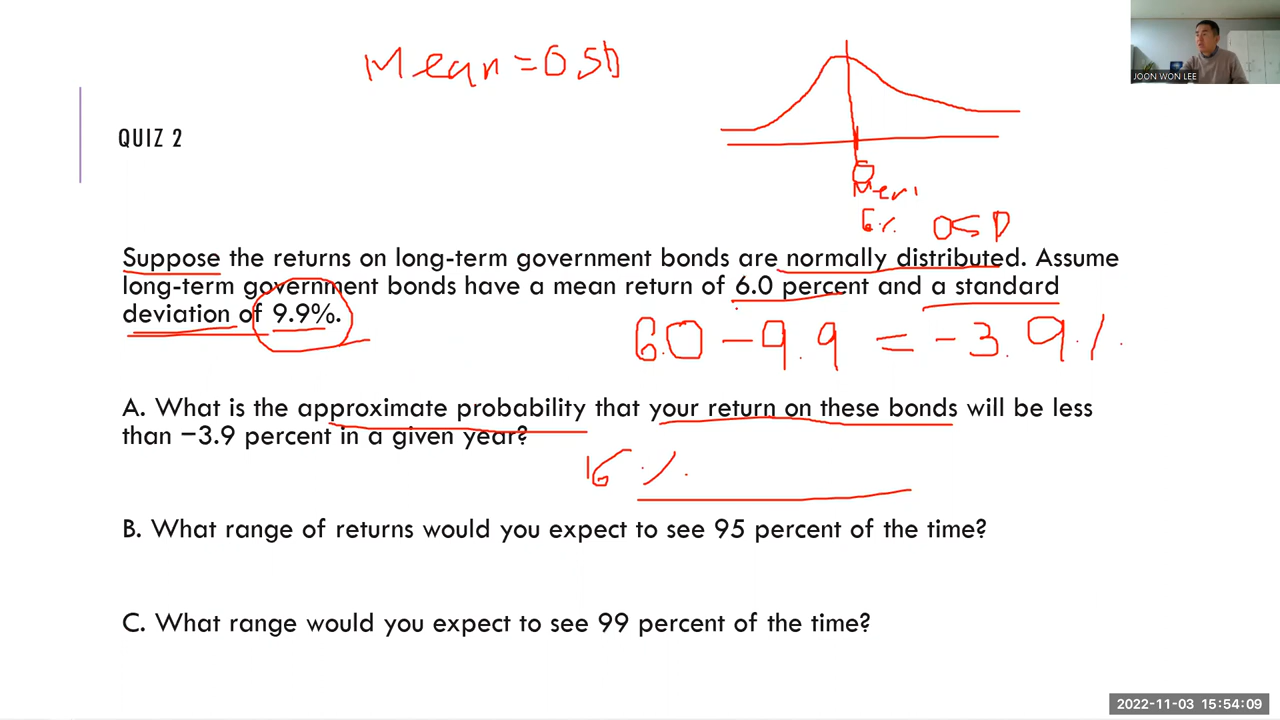 Mean = 0 SD
JOON WON LEE
QUIZ 2
0
6% 0 SD
Suppose the returns on long-term government bonds are normally distributed. Assume
long-term government bonds have a mean return of 6.0 percent and a standard
deviation of 9.9%.
6.0 - 9.9 = -3.9%
A. What is the approximate probability that your return on these bonds will be less
than −3.9 percent in a given year?
16%
B. What range of returns would you expect to see 95 percent of the time?
C. What range would you expect to see 99 percent of the time?
2022-11-03 15:54:09